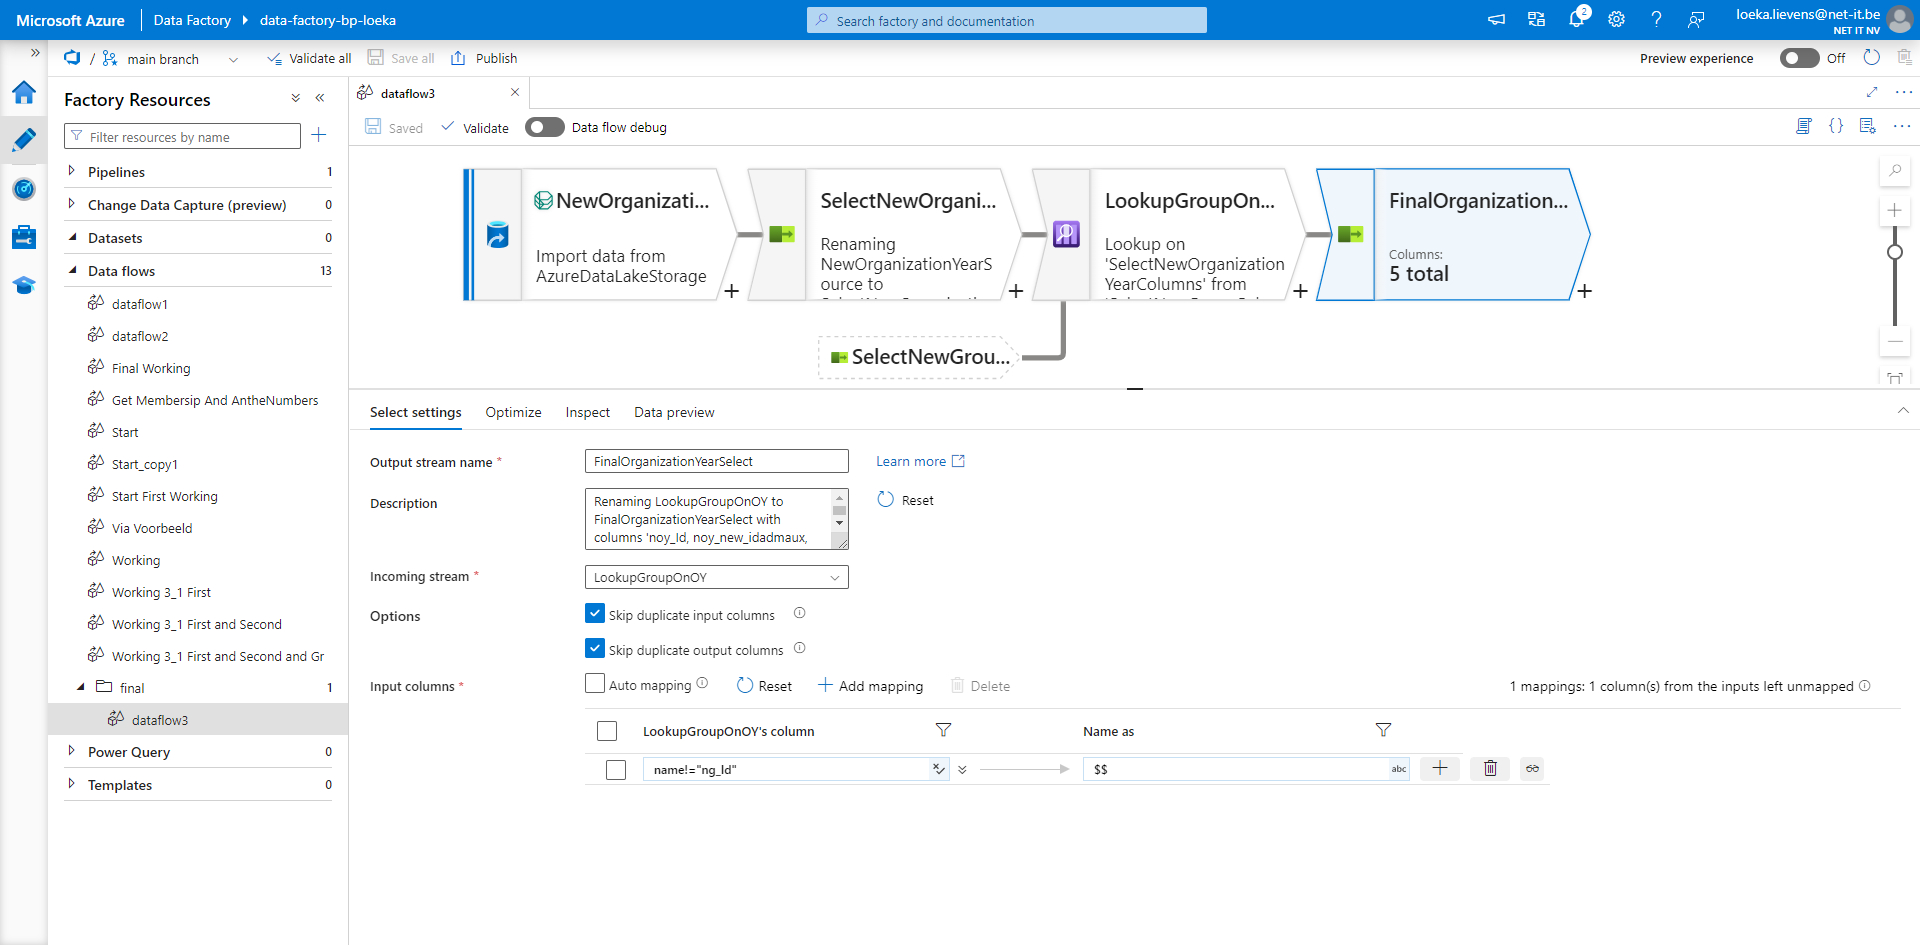 Microsoft Azure
Data Factory
data-factory-bp-loeka
Search factory and documentation
2
loeka.lievens@net-it.be
NET IT NV
/
main branch
Validate all
Save all
Publish
Preview experience
Off
Factory Resources
Filter resources by name
Pipelines 1
Change Data Capture (preview) 0
Datasets 0
Data flows 13
dataflow1
dataflow2
Final Working
Get Membersip And AntheNumbers
Start
Start_copy1
Start First Working
Via Voorbeeld
Working
Working 3_1 First
Working 3_1 First and Second
Working 3_1 First and Second and Gr
final 1
dataflow3
Power Query 0
Templates 0
dataflow3
Saved
Validate
Data flow debug
NewOrganizati...
Import data from
AzureDataLakeStorage
SelectNewOrgani...
Renaming
NewOrganizationYearS
ource to
LookupGroupOn...
Lookup on
'SelectNewOrganization
YearColumns' from
FinalOrganization...
Columns:
5 total
SelectNewGrou...
Select settings
Optimize
Inspect
Data preview
Output stream name *
FinalOrganizationYearSelect
Learn more
Description
Renaming LookupGroupOnOY to
FinalOrganizationYearSelect with
columns 'noy_Id, noy_new_idadmaux,
Reset
Incoming stream *
LookupGroupOnOY
Options
Skip duplicate input columns
Skip duplicate output columns
Input columns *
Auto mapping
Reset
Add mapping
Delete
1 mappings: 1 column(s) from the inputs left unmapped
LookupGroupOnOY's column
Name as
name!="ng_Id"
$$
abc